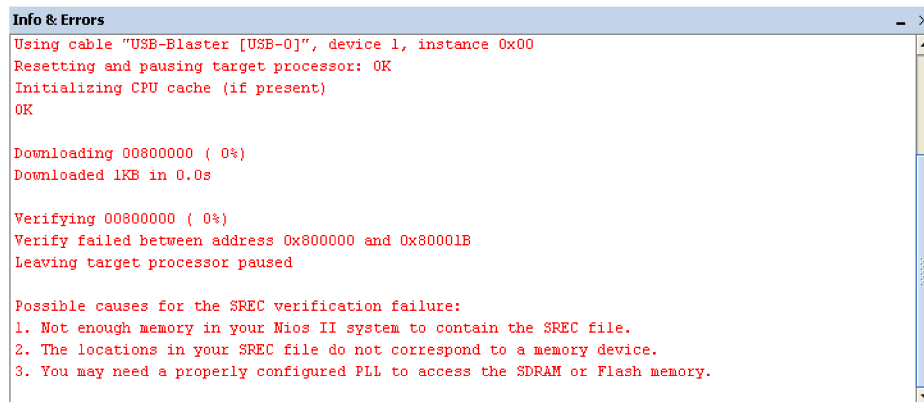 Info & Errors
Using cable "USB-Blaster [USB-0]", device 1, instance 0x00
Resetting and pausing target processor: OK
Initializing CPU cache (if present)
OK
Downloading 00800000 ( 0%)
Downloaded 1KB in 0.0s
Verifying 00800000 ( 0%)
Verify failed between address 0x800000 and 0x80001B
Leaving target processor paused
Possible causes for the SREC verification failure:
1. Not enough memory in your Nios II system to contain the SREC file.
2. The locations in your SREC file do not correspond to a memory device.
3. You may need a properly configured PLL to access the SDRAM or Flash memory.